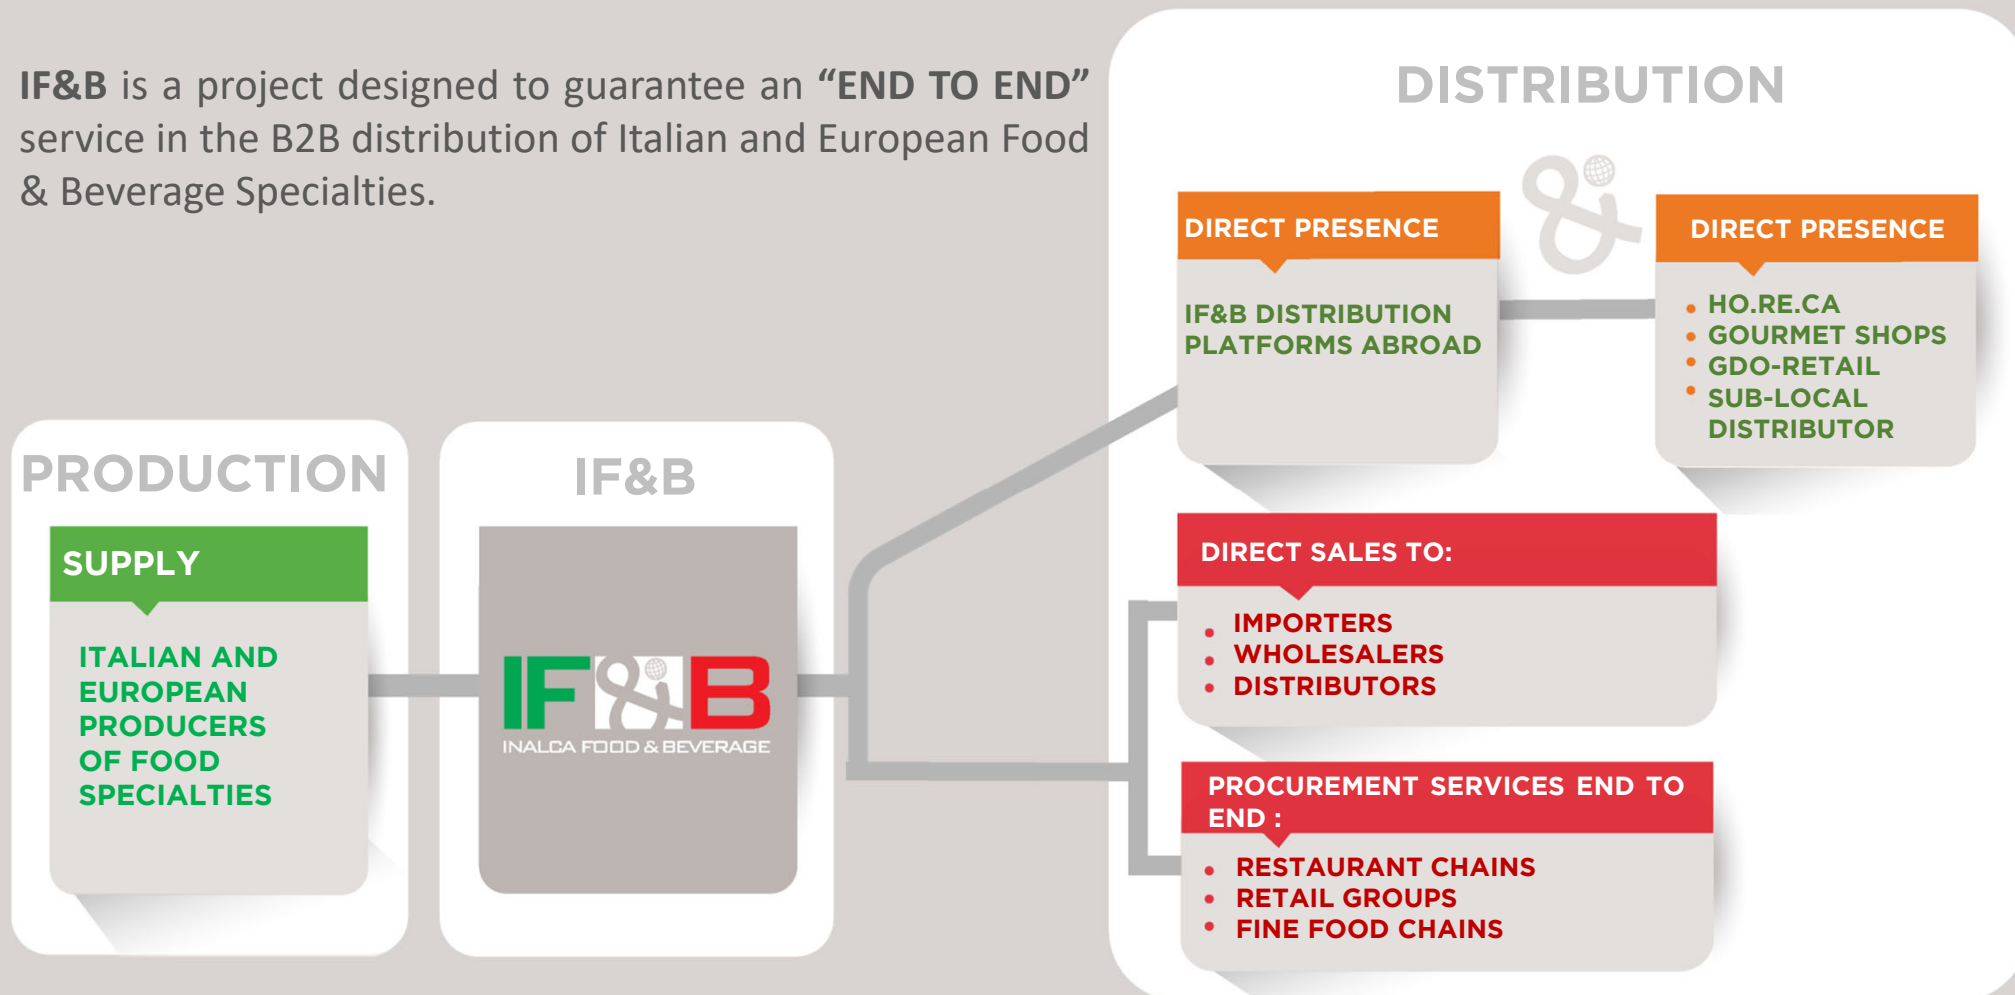 IF&B is a project designed to guarantee an “END TO END”
service in the B2B distribution of Italian and European Food
& Beverage Specialties.
PRODUCTION
SUPPLY
ITALIAN AND
EUROPEAN
PRODUCERS
OF FOOD
SPECIALTIES
IF&B
IF&B
INALCA FOOD & BEVERAGE
DISTRIBUTION
&
DIRECT PRESENCE
IF&B DISTRIBUTION
PLATFORMS ABROAD
DIRECT PRESENCE
• HO.RE.CA
• GOURMET SHOPS
• GDO-RETAIL
• SUB-LOCAL
DISTRIBUTOR
DIRECT SALES TO:
• IMPORTERS
• WHOLESALERS
• DISTRIBUTORS
PROCUREMENT SERVICES END TO
END :
• RESTAURANT CHAINS
• RETAIL GROUPS
• FINE FOOD CHAINS